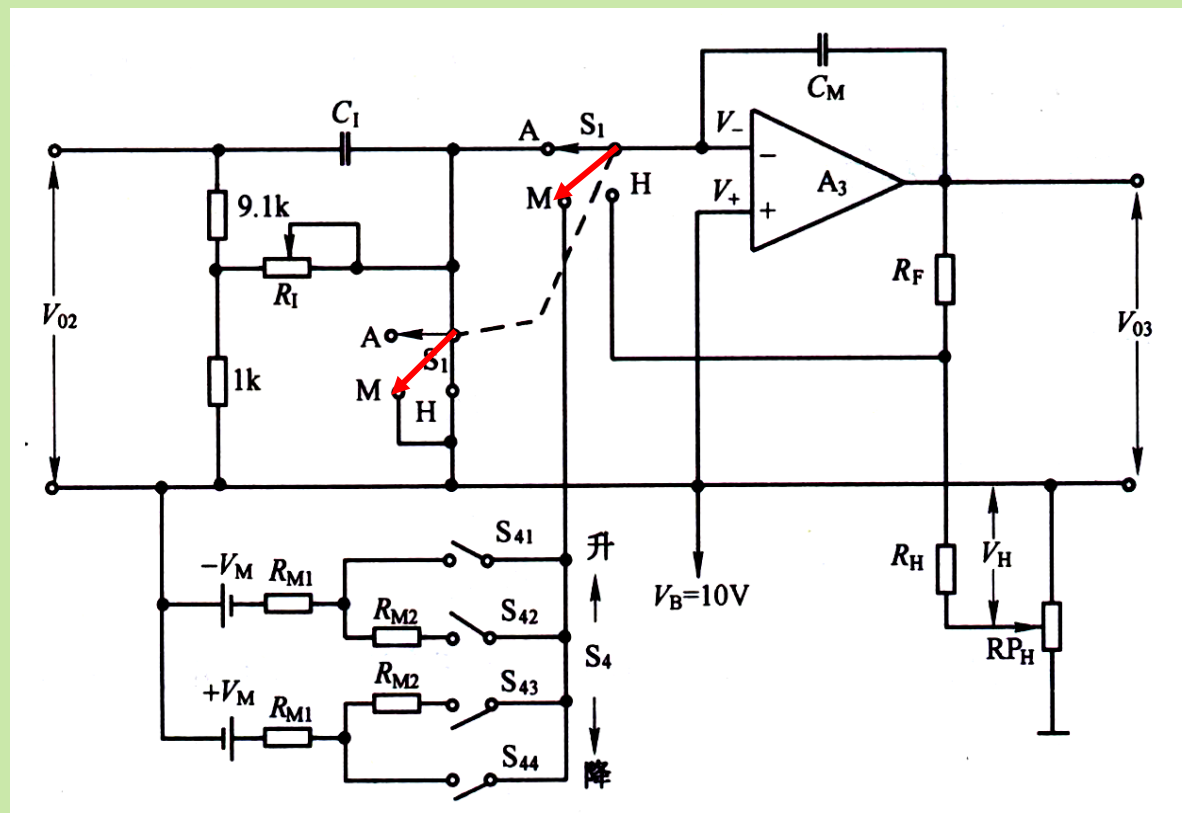 C_I
A
S_1
M
H
C_M
V_−
V_+
−
+
A_3
9.1k
R_I
V_02
1k
A
S_1
M
H
R_F
V_03
−V_M
R_M1
R_M2
S_41
S_42
升
S_4
降
+V_M
R_M1
R_M2
S_43
S_44
V_B=10V
R_H
V_H
RP_H